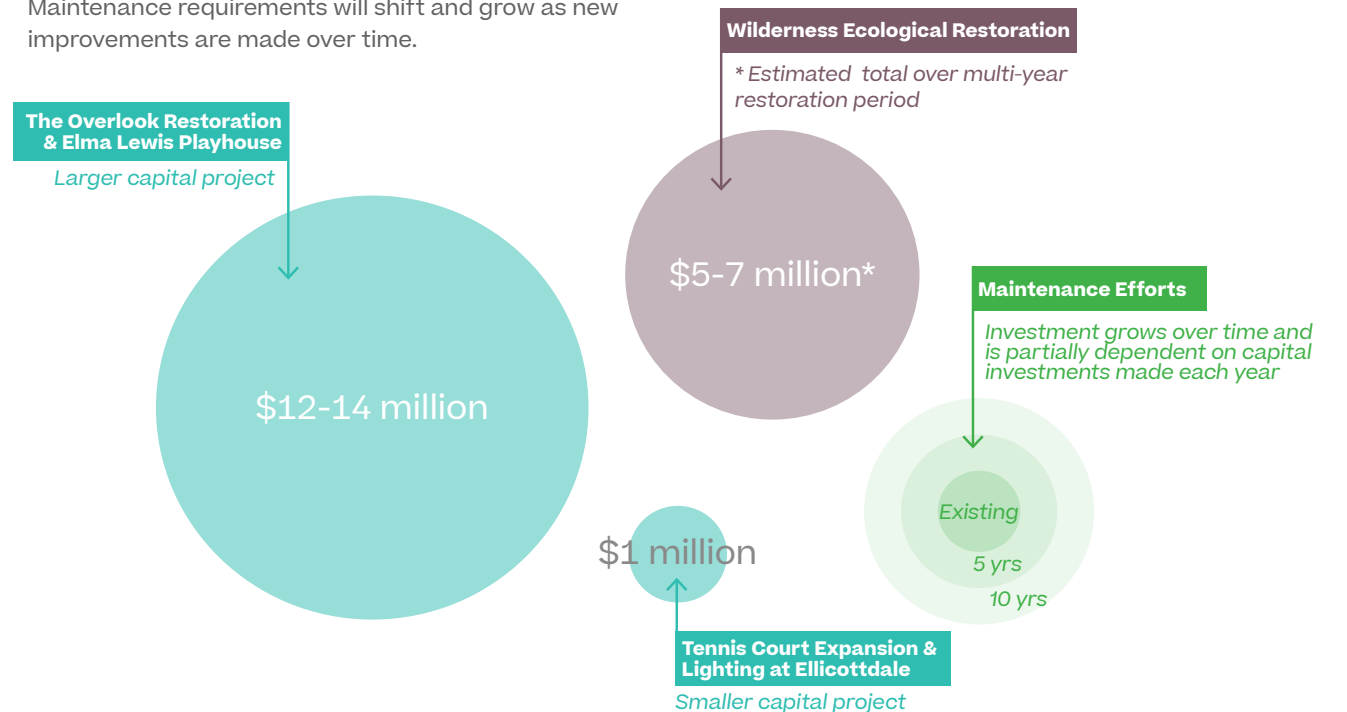 Maintenance requirements will shift and grow as new
improvements are made over time.
Wilderness Ecological Restoration
* Estimated total over multi-year
restoration period
The Overlook Restoration
& Elma Lewis Playhouse
Larger capital project
$5-7 million*
Maintenance Efforts
Investment grows over time and
is partially dependent on capital
investments made each year
$12-14 million
Existing
5 yrs
10 yrs
$1 million
Tennis Court Expansion &
Lighting at Ellicottdale
Smaller capital project